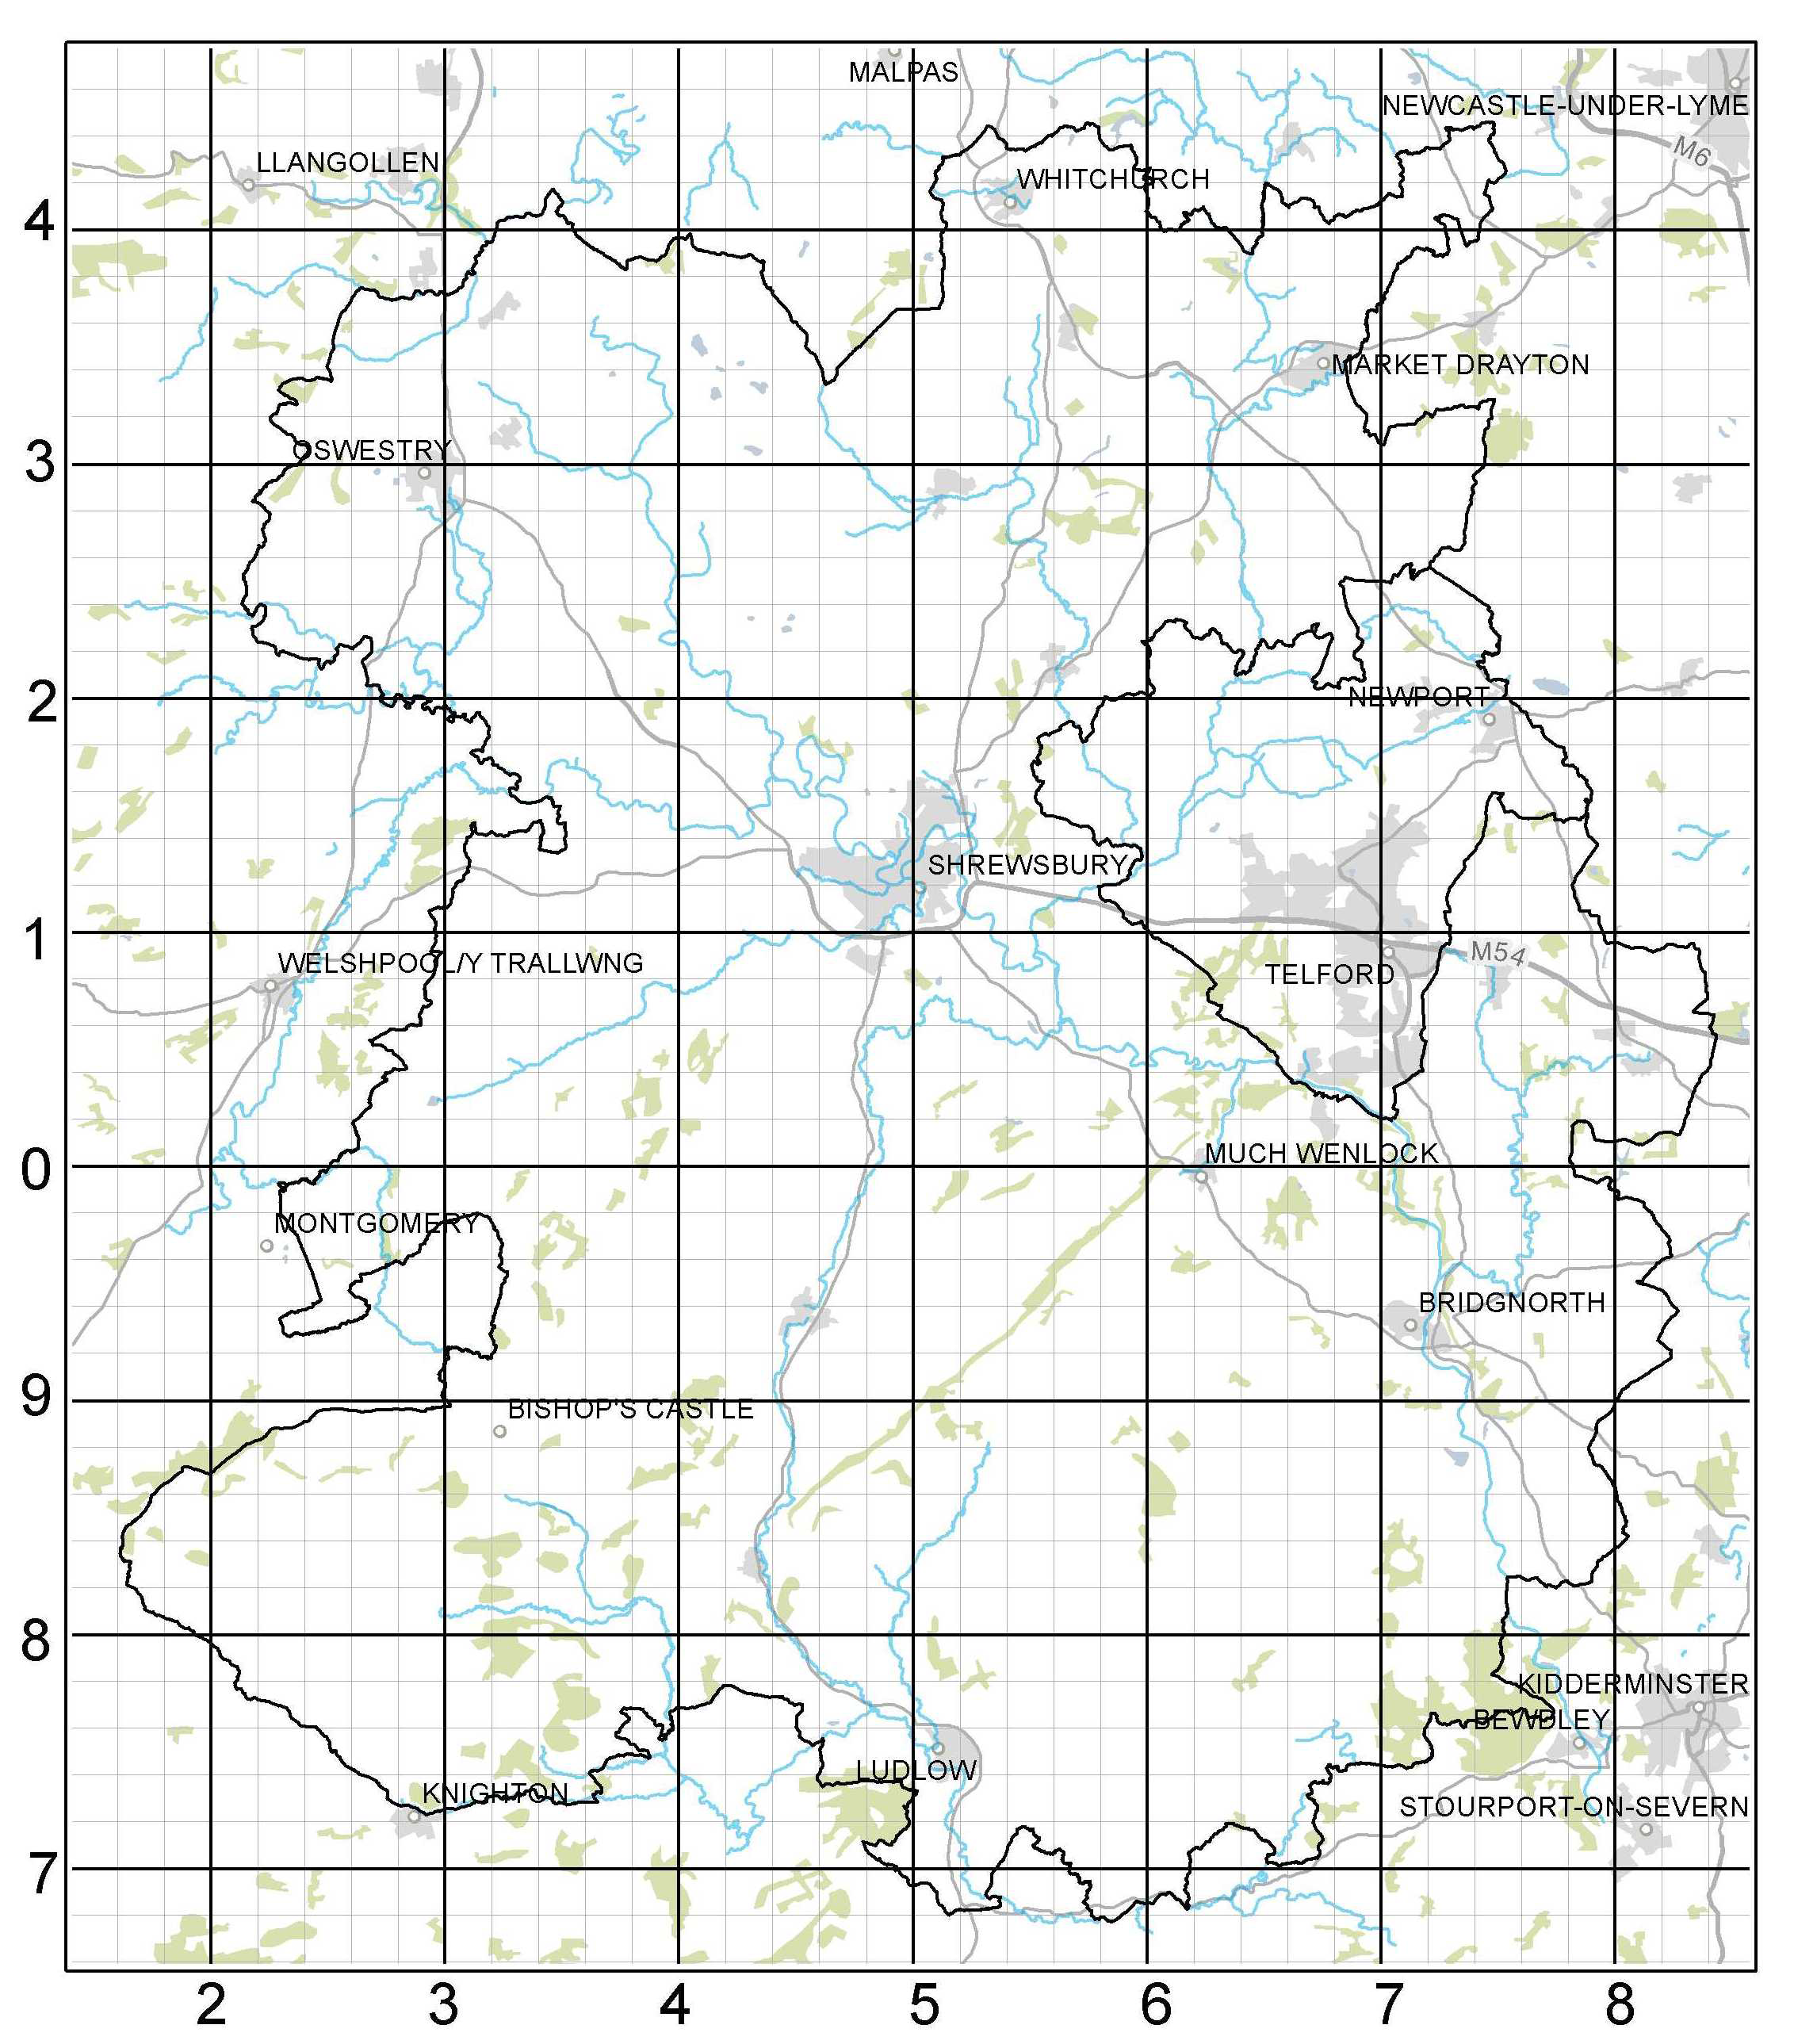 MALPAS
NEWCASTLE-UNDER-LYME
M6
LLANGOLLEN
WHITCHURCH
4
MARKET DRAYTON
OSWESTRY
3
2
NEWPORT
SHREWSBURY
1
M54
WELSHPOOL/Y TRALLWNG
TELFORD
MUCH WENLOCK
0
MONTGOMERY
BRIDGNORTH
9
BISHOP'S CASTLE
8
KIDDERMINSTER
BEWDLEY
LUDLOW
KNIGHTON
STOURPORT-ON-SEVERN
7
2 3 4 5 6 7 8